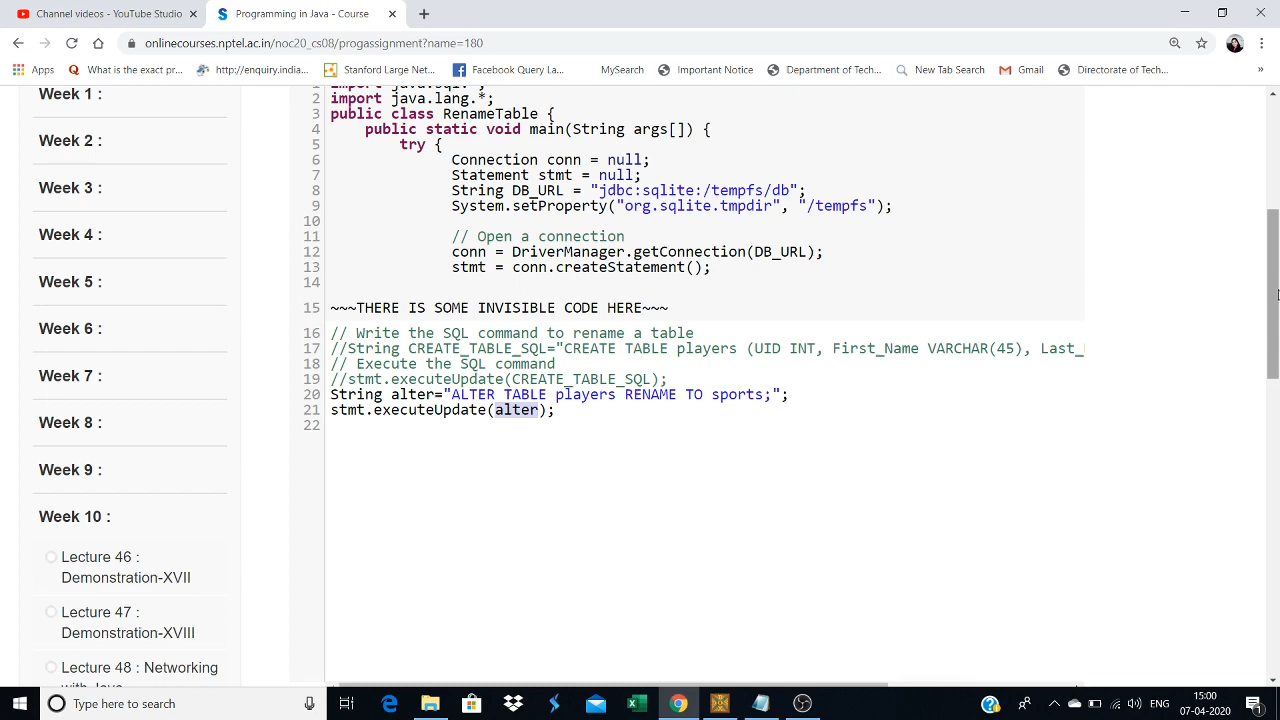 Channel videos - YouTube Studio
Programming in Java - Course
onlinecourses.nptel.ac.in/noc20_cs08/progassignment?name=180
Apps
What is the exact pr...
http://enquiry.india...
Stanford Large Net...
Facebook Query La...
MySearch
Important Notice
Department of Tech...
New Tab Search
Gmail
Directorate of Tech...
»
Week 1 :
Week 2 :
Week 3 :
Week 4 :
Week 5 :
Week 6 :
Week 7 :
Week 8 :
Week 9 :
Week 10 :
Lecture 46 :
Demonstration-XVII
Lecture 47 :
Demonstration-XVIII
Lecture 48 : Networking
2 import java.lang.*;
3 public class RenameTable {
4 public static void main(String args[]) {
5 try {
6 Connection conn = null;
7 Statement stmt = null;
8 String DB_URL = "jdbc:sqlite:/tempfs/db";
9 System.setProperty("org.sqlite.tmpdir", "/tempfs");
10
11 // Open a connection
12 conn = DriverManager.getConnection(DB_URL);
13 stmt = conn.createStatement();
14
15 ~~~THERE IS SOME INVISIBLE CODE HERE~~~
16 // Write the SQL command to rename a table
17 //String CREATE_TABLE_SQL="CREATE TABLE players (UID INT, First_Name VARCHAR(45), Last_
18 // Execute the SQL command
19 //stmt.executeUpdate(CREATE_TABLE_SQL);
20 String alter="ALTER TABLE players RENAME TO sports;";
21 stmt.executeUpdate(alter);
22
Type here to search
ENG
15:00
07-04-2020